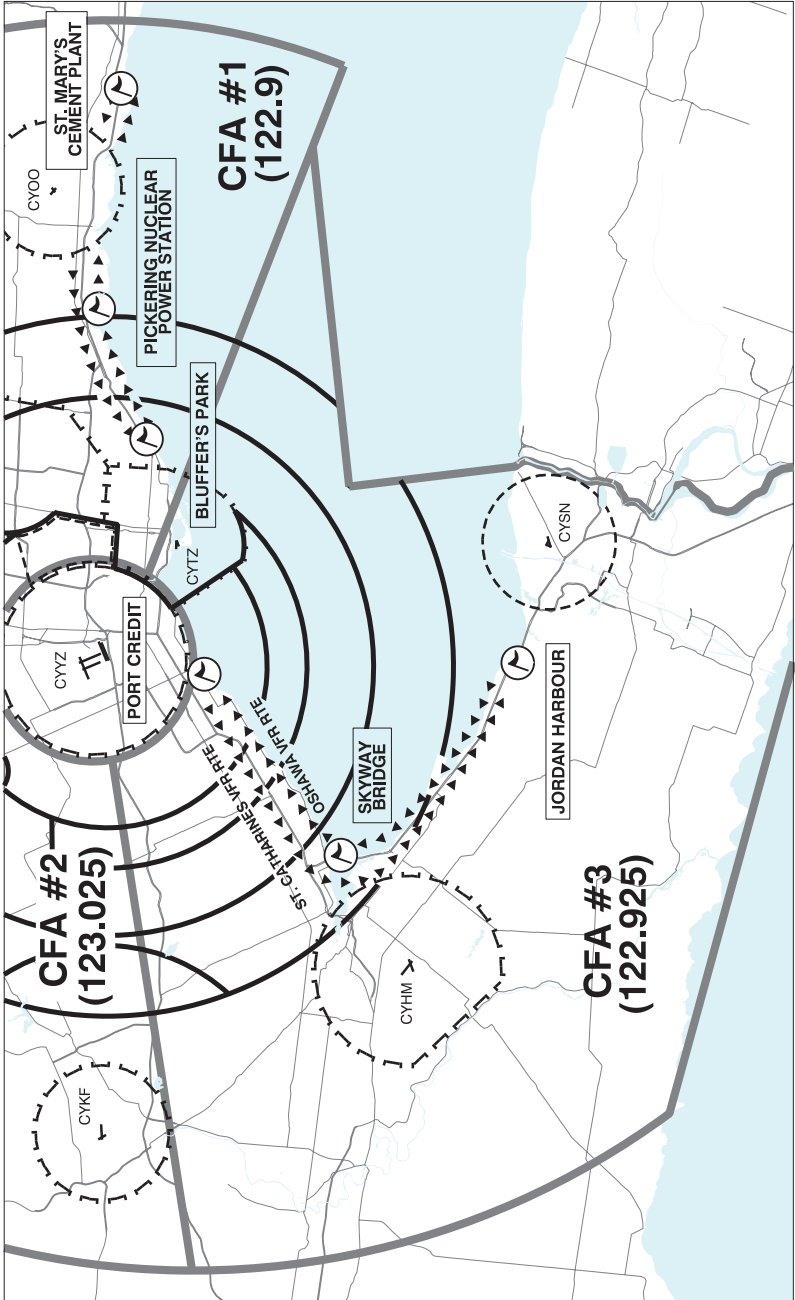 ST. MARY'S
CEMENT PLANT
CYOO
CFA #1
(122.9)
PICKERING NUCLEAR
POWER STATION
BLUFFER'S PARK
CYTZ
CYSN
CYYZ
PORT CREDIT
OSHAWA VFR RTE
ST. CATHARINES VFR RTE
SKYWAY
BRIDGE
JORDAN HARBOUR
CFA #2
(123.025)
CFA #3
(122.925)
CYHM
CYKF